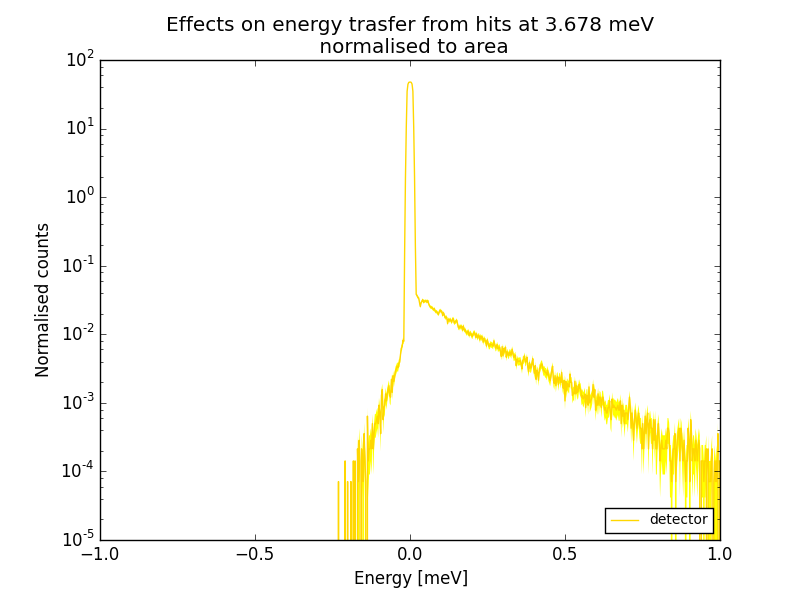 Effects on energy trasfer from hits at 3.678 meV
normalised to area
10^2
10^1
10^0
10^-1
10^-2
10^-3
10^-4
10^-5
Normalised counts
detector
−1.0 −0.5 0.0 0.5 1.0
Energy [meV]